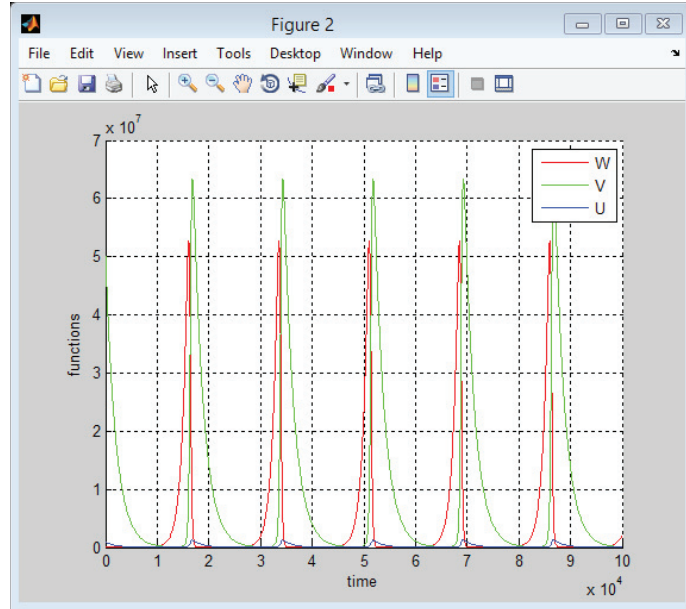 Figure 2
File Edit View Insert Tools Desktop Window Help
x 10^7
7
6
5
4
3
2
1
0
functions
W
V
U
0 1 2 3 4 5 6 7 8 9 10
time
x 10^4